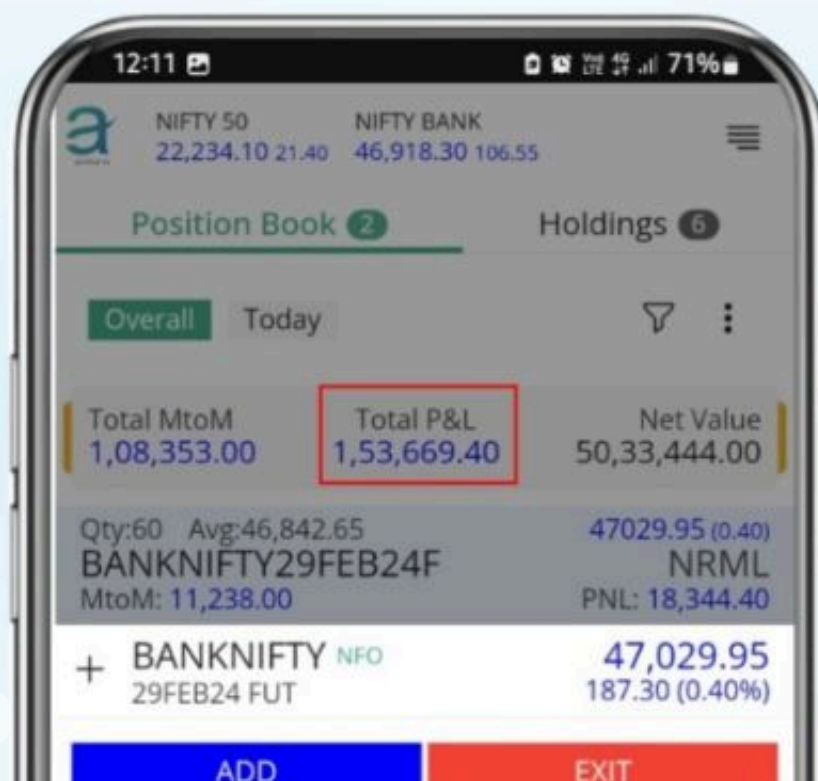 12:11 71%
NIFTY 50 NIFTY BANK
22,234.10 21.40 46,918.30 106.55
Position Book 2 Holdings 6
Overall Today
Total MtoM Total P&L Net Value
1,08,353.00 1,53,669.40 50,33,444.00
Qty:60 Avg:46,842.65 47029.95 (0.40)
BANKNIFTY29FEB24F NRML
MtoM: 11,238.00 PNL: 18,344.40
+ BANKNIFTY NFO 47,029.95
29FEB24 FUT 187.30 (0.40%)
ADD EXIT